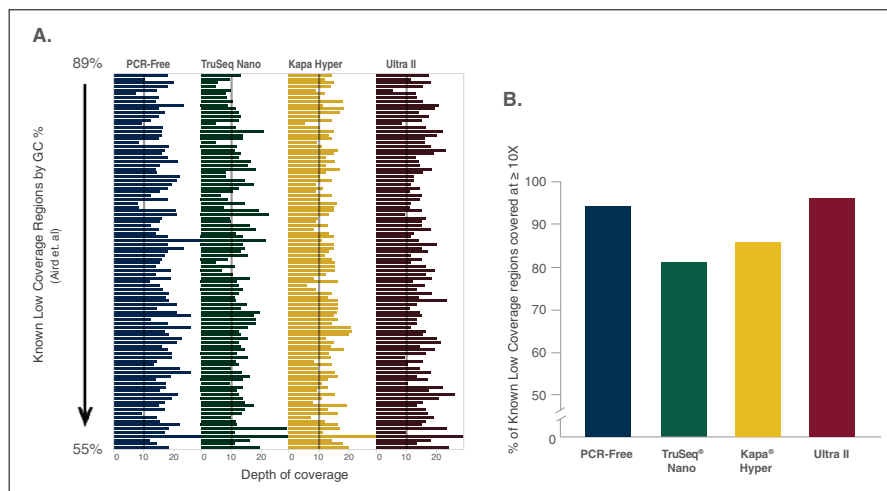 A.
89%
PCR-Free
TruSeq Nano
Kapa Hyper
Ultra II
Known Low Coverage Regions by GC %
(Aird et. al)
55%
0 10 20
0 10 20
0 10 20
0 10 20
Depth of coverage
B.
% of Known Low Coverage regions covered at ≥ 10X
100
90
80
70
60
50
0
PCR-Free
TruSeq®
Nano
Kapa®
Hyper
Ultra II